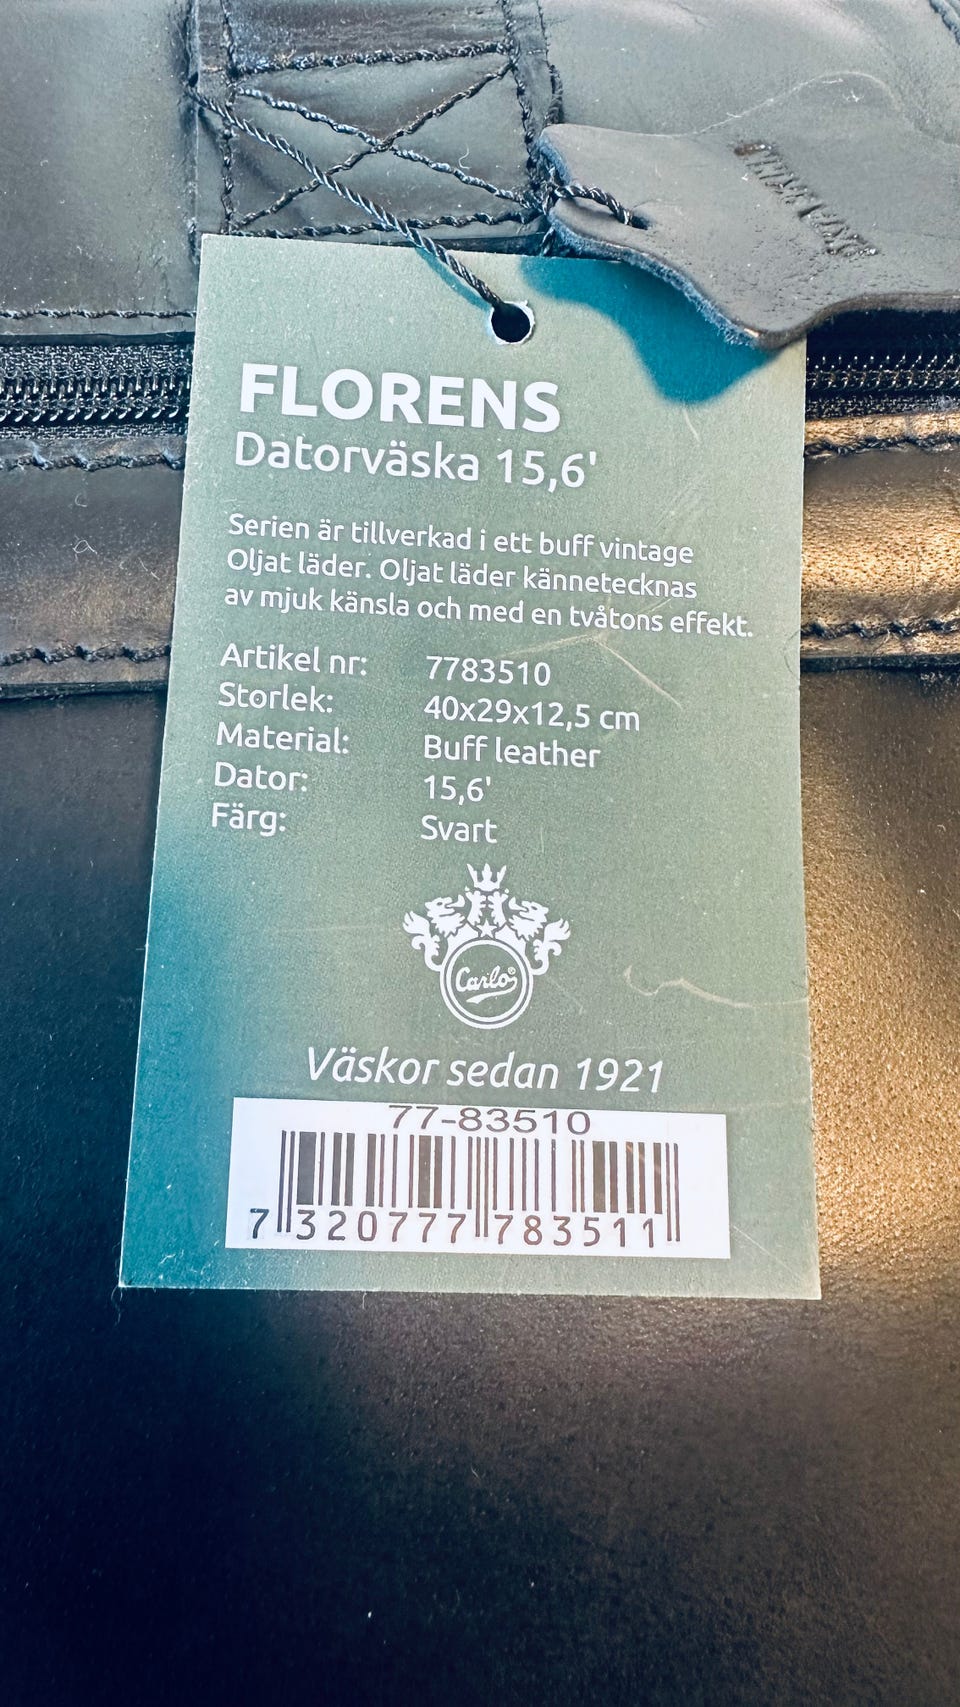 FLORENS
Datorväska 15,6'
Serien är tillverkad i ett buff vintage
Oljat läder. Oljat läder kännetecknas
av mjuk känsla och med en tvåtons effekt.
Artikel nr: 7783510
Storlek: 40x29x12,5 cm
Material: Buff leather
Dator: 15,6'
Färg: Svart
Carlos®
Väskor sedan 1921
77-83510
7 320777 783511